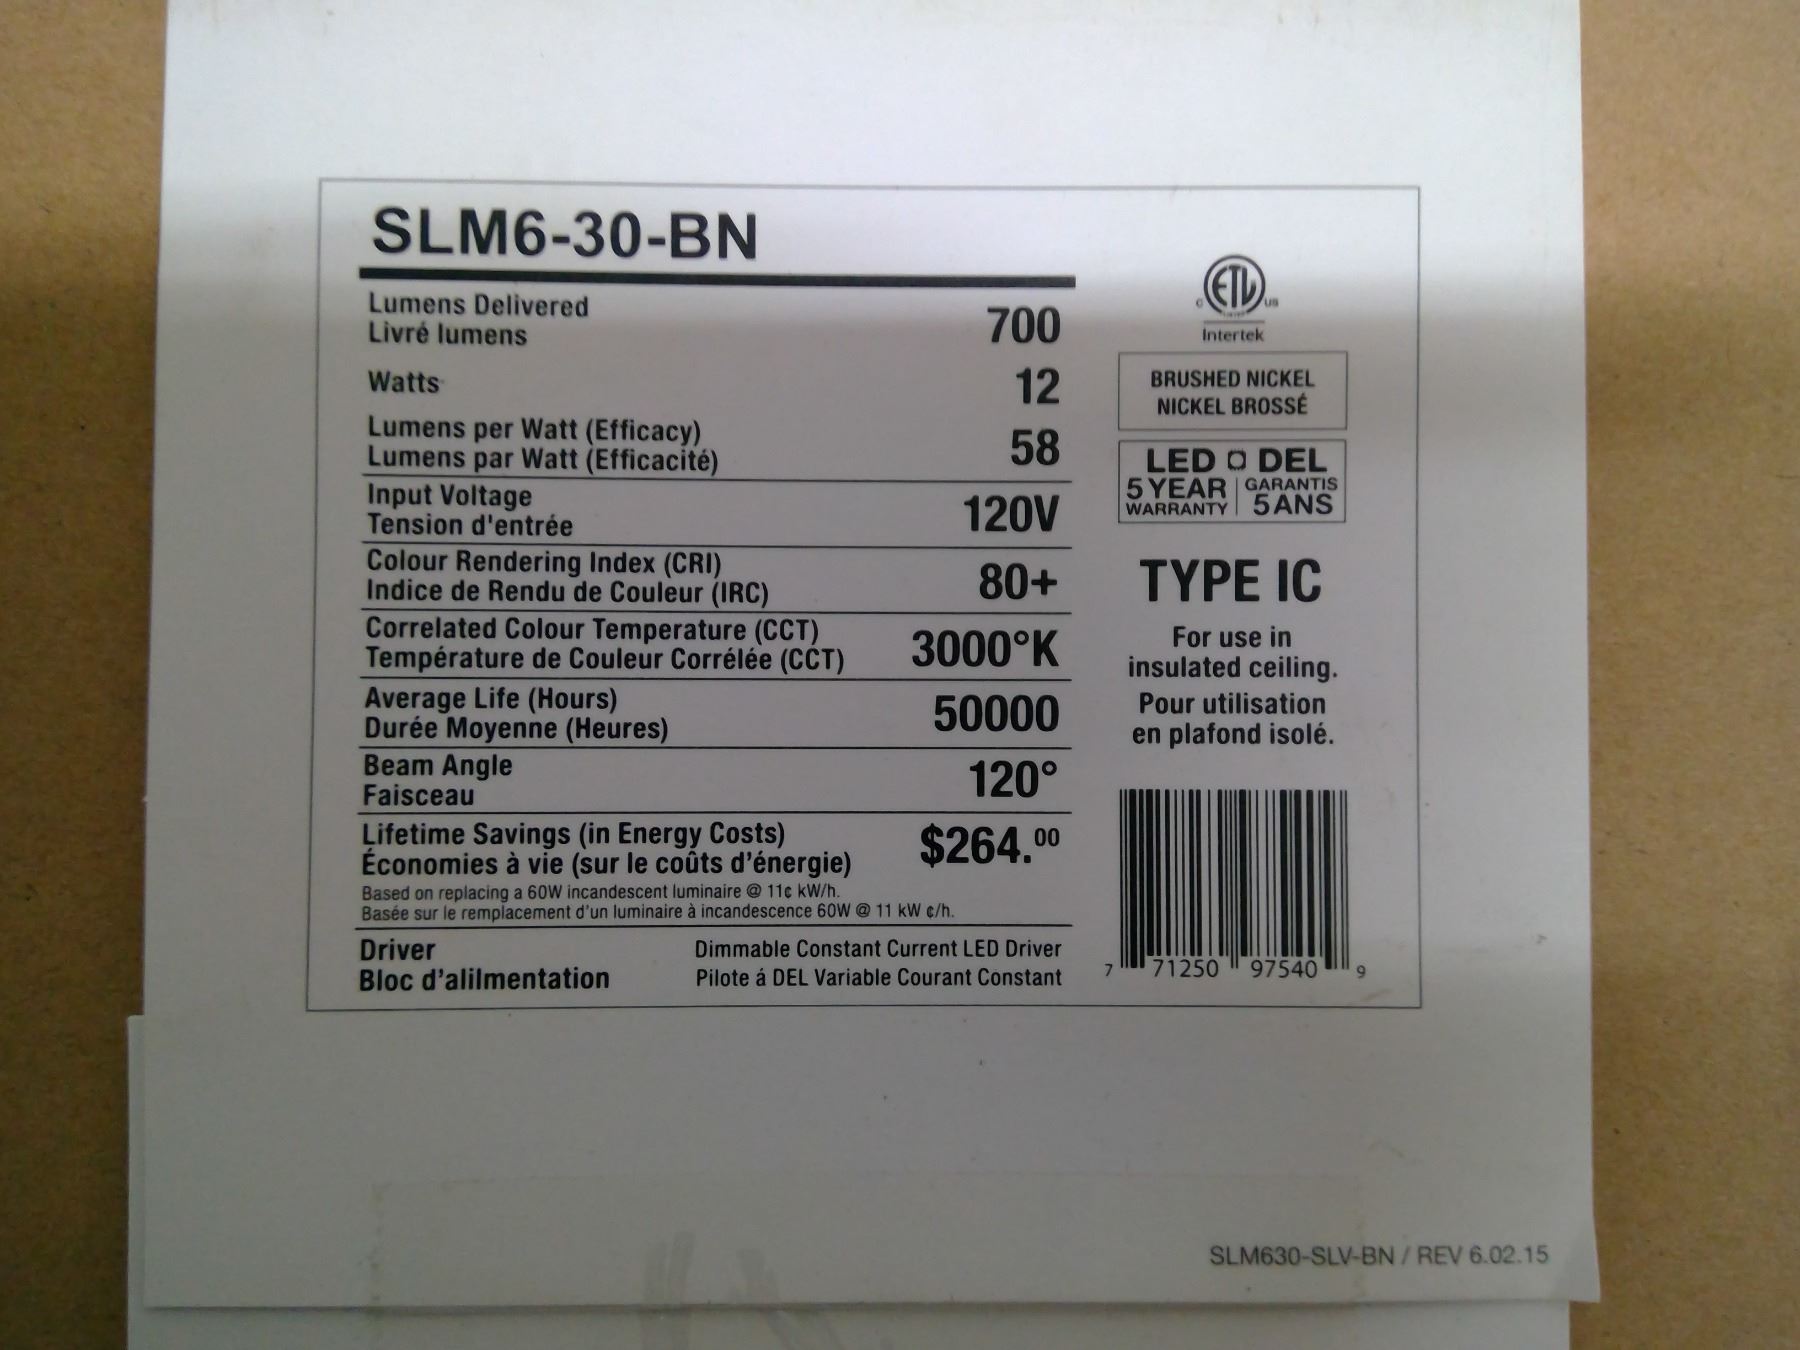 SLM6-30-BN
Lumens Delivered
Livré lumens
700
Watts
12
Lumens per Watt (Efficacy)
Lumens par Watt (Efficacité)
58
Input Voltage
Tension d'entrée
120V
Colour Rendering Index (CRI)
Indice de Rendu de Couleur (IRC)
80+
Correlated Colour Temperature (CCT)
Température de Couleur Corrélée (CCT)
3000°K
Average Life (Hours)
Durée Moyenne (Heures)
50000
Beam Angle
Faisceau
120°
Lifetime Savings (in Energy Costs)
Économies à vie (sur le coûts d'énergie)
$264.00
Based on replacing a 60W incandescent luminaire @ 11¢ kW/h.
Basée sur le remplacement d'un luminaire à incandescence 60W @ 11 kW ¢/h.
Driver
Bloc d'alilmentation
Dimmable Constant Current LED Driver
Pilote á DEL Variable Courant Constant
C ETL US
Intertek
BRUSHED NICKEL
NICKEL BROSSÉ
LED DEL
5 YEAR
WARRANTY
GARANTIS
5 ANS
TYPE IC
For use in
insulated ceiling.
Pour utilisation
en plafond isolé.
7 71250 97540 9
SLM630-SLV-BN / REV 6.02.15